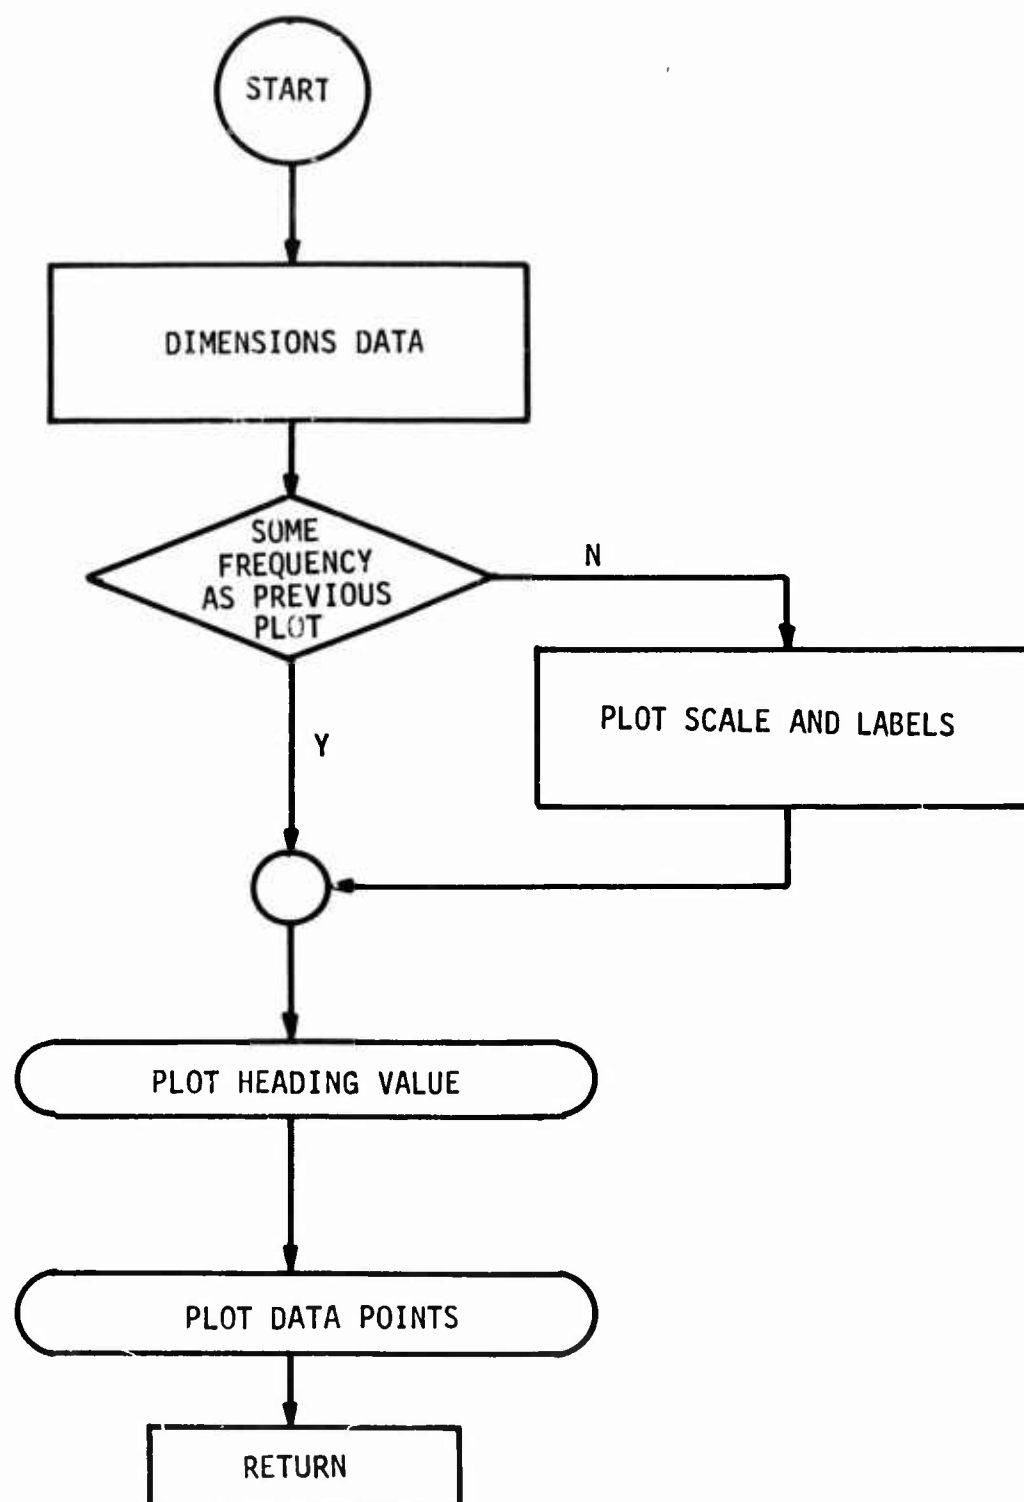 START
DIMENSIONS DATA
SOME
FREQUENCY
AS PREVIOUS
PLOT
N
PLOT SCALE AND LABELS
Y
PLOT HEADING VALUE
PLOT DATA POINTS
RETURN